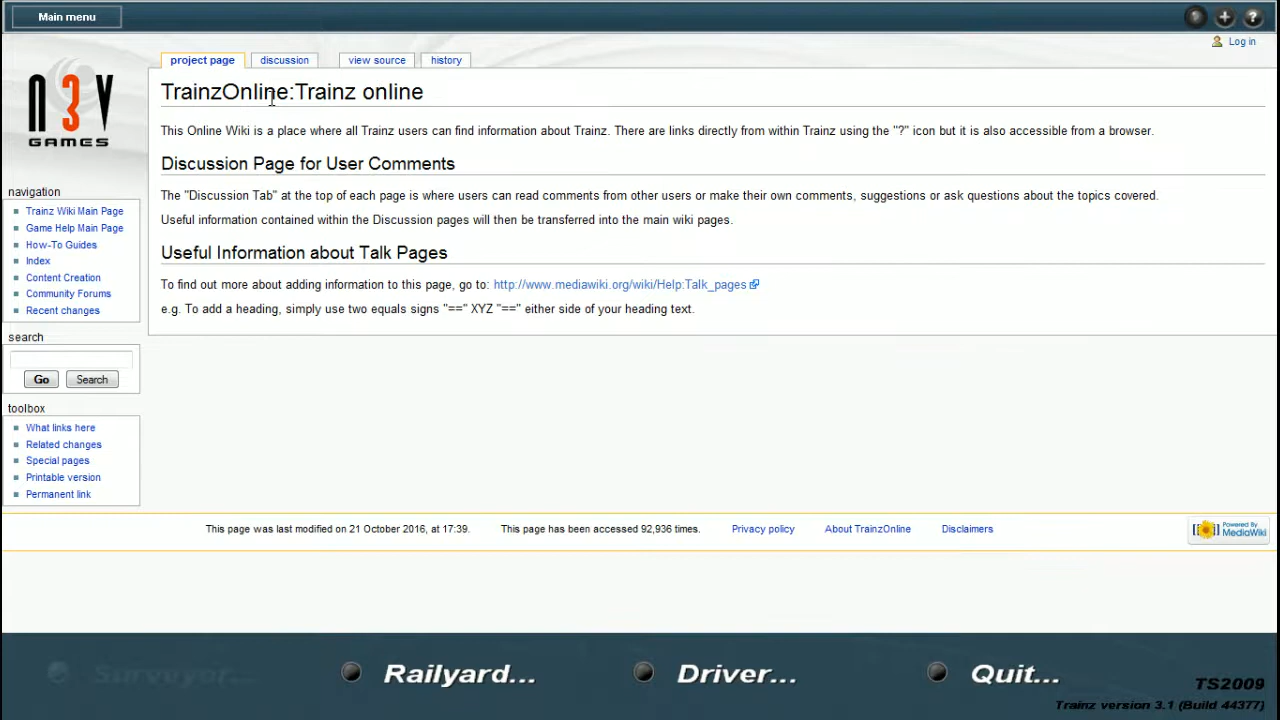 Main menu
Log in
project page discussion view source history
N3V GAMES
TrainzOnline:Trainz online
This Online Wiki is a place where all Trainz users can find information about Trainz. There are links directly from within Trainz using the "?" icon but it is also accessible from a browser.
Discussion Page for User Comments
The "Discussion Tab" at the top of each page is where users can read comments from other users or make their own comments, suggestions or ask questions about the topics covered.
Useful information contained within the Discussion pages will then be transferred into the main wiki pages.
Useful Information about Talk Pages
To find out more about adding information to this page, go to: http://www.mediawiki.org/wiki/Help:Talk_pages
e.g. To add a heading, simply use two equals signs "==" XYZ "==" either side of your heading text.
navigation
Trainz Wiki Main Page
Game Help Main Page
How-To Guides
Index
Content Creation
Community Forums
Recent changes
search
Go Search
toolbox
What links here
Related changes
Special pages
Printable version
Permanent link
This page was last modified on 21 October 2016, at 17:39. This page has been accessed 92,936 times. Privacy policy About TrainzOnline Disclaimers
Powered By
MediaWiki
Surveyor... Railyard... Driver... Quit...
TS2009
Trainz version 3.1 (Build 44377)